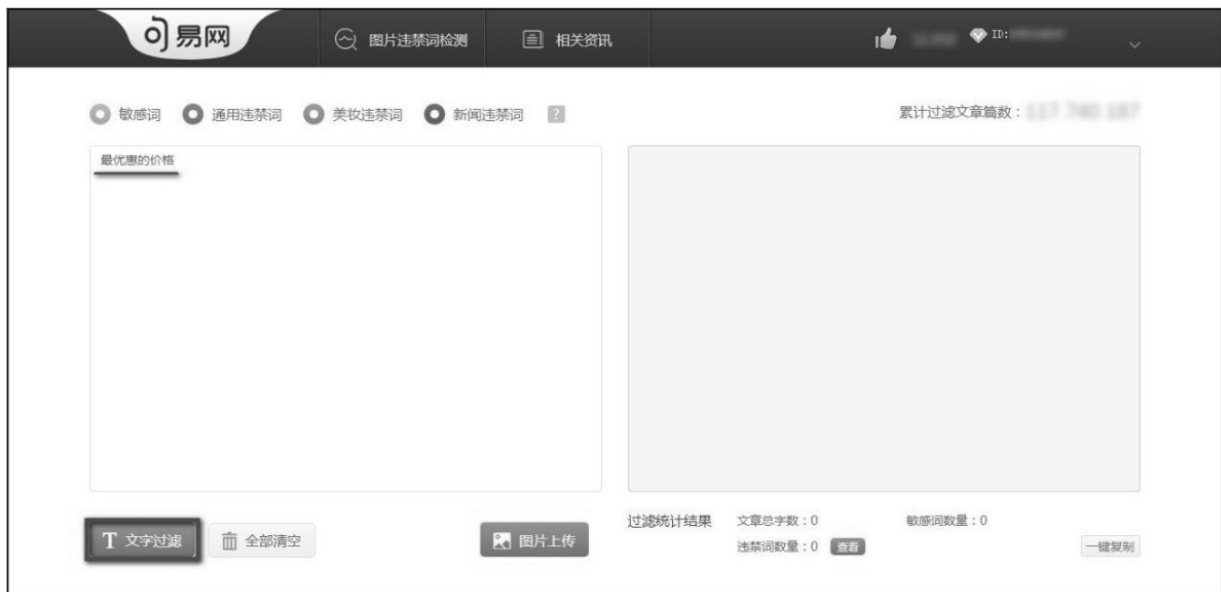 句易网
图片违禁词检测
相关资讯
ID:
敏感词
通用违禁词
美妆违禁词
新闻违禁词
?
累计过滤文章篇数：
最优惠的价格
T 文字过滤
全部清空
图片上传
过滤统计结果
文章总字数：0
敏感词数量：0
违禁词数量：0
查看
一键复制